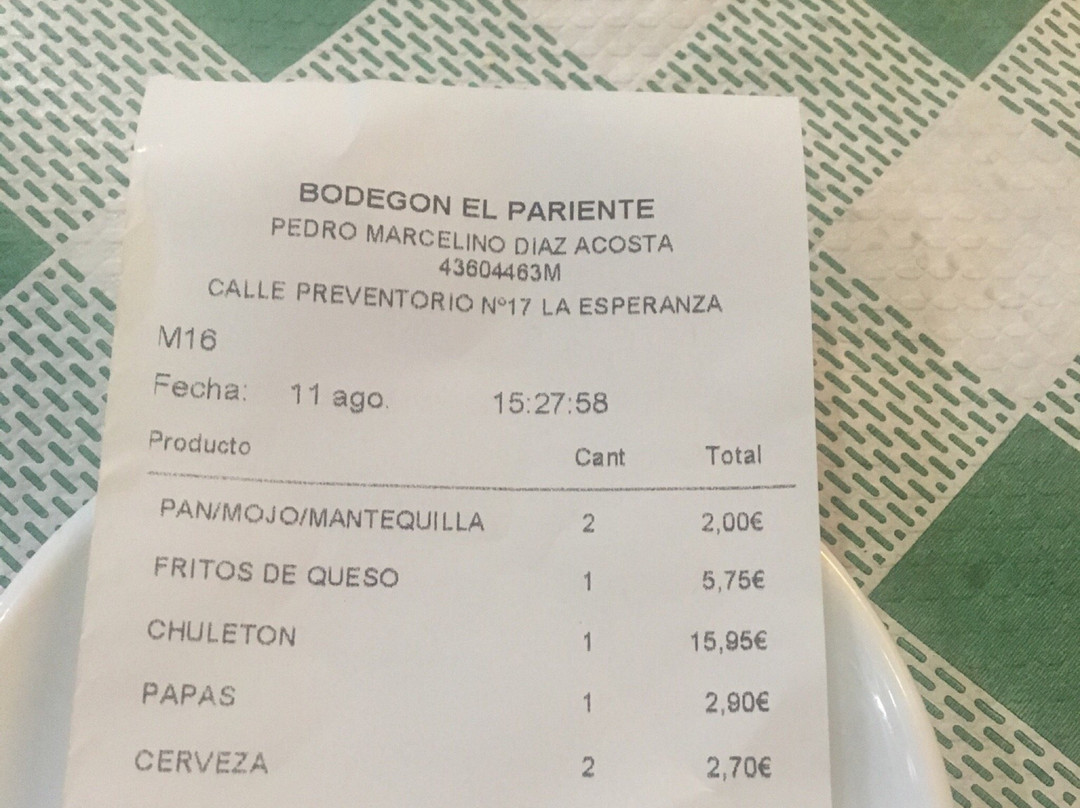 BODEGON EL PARIENTE
PEDRO MARCELINO DIAZ ACOSTA
43604463M
CALLE PREVENTORIO Nº17 LA ESPERANZA
M16
Fecha: 11 ago. 15:27:58
Producto Cant Total
PAN/MOJO/MANTEQUILLA 2 2,00€
FRITOS DE QUESO 1 5,75€
CHULETON 1 15,95€
PAPAS 1 2,90€
CERVEZA 2 2,70€